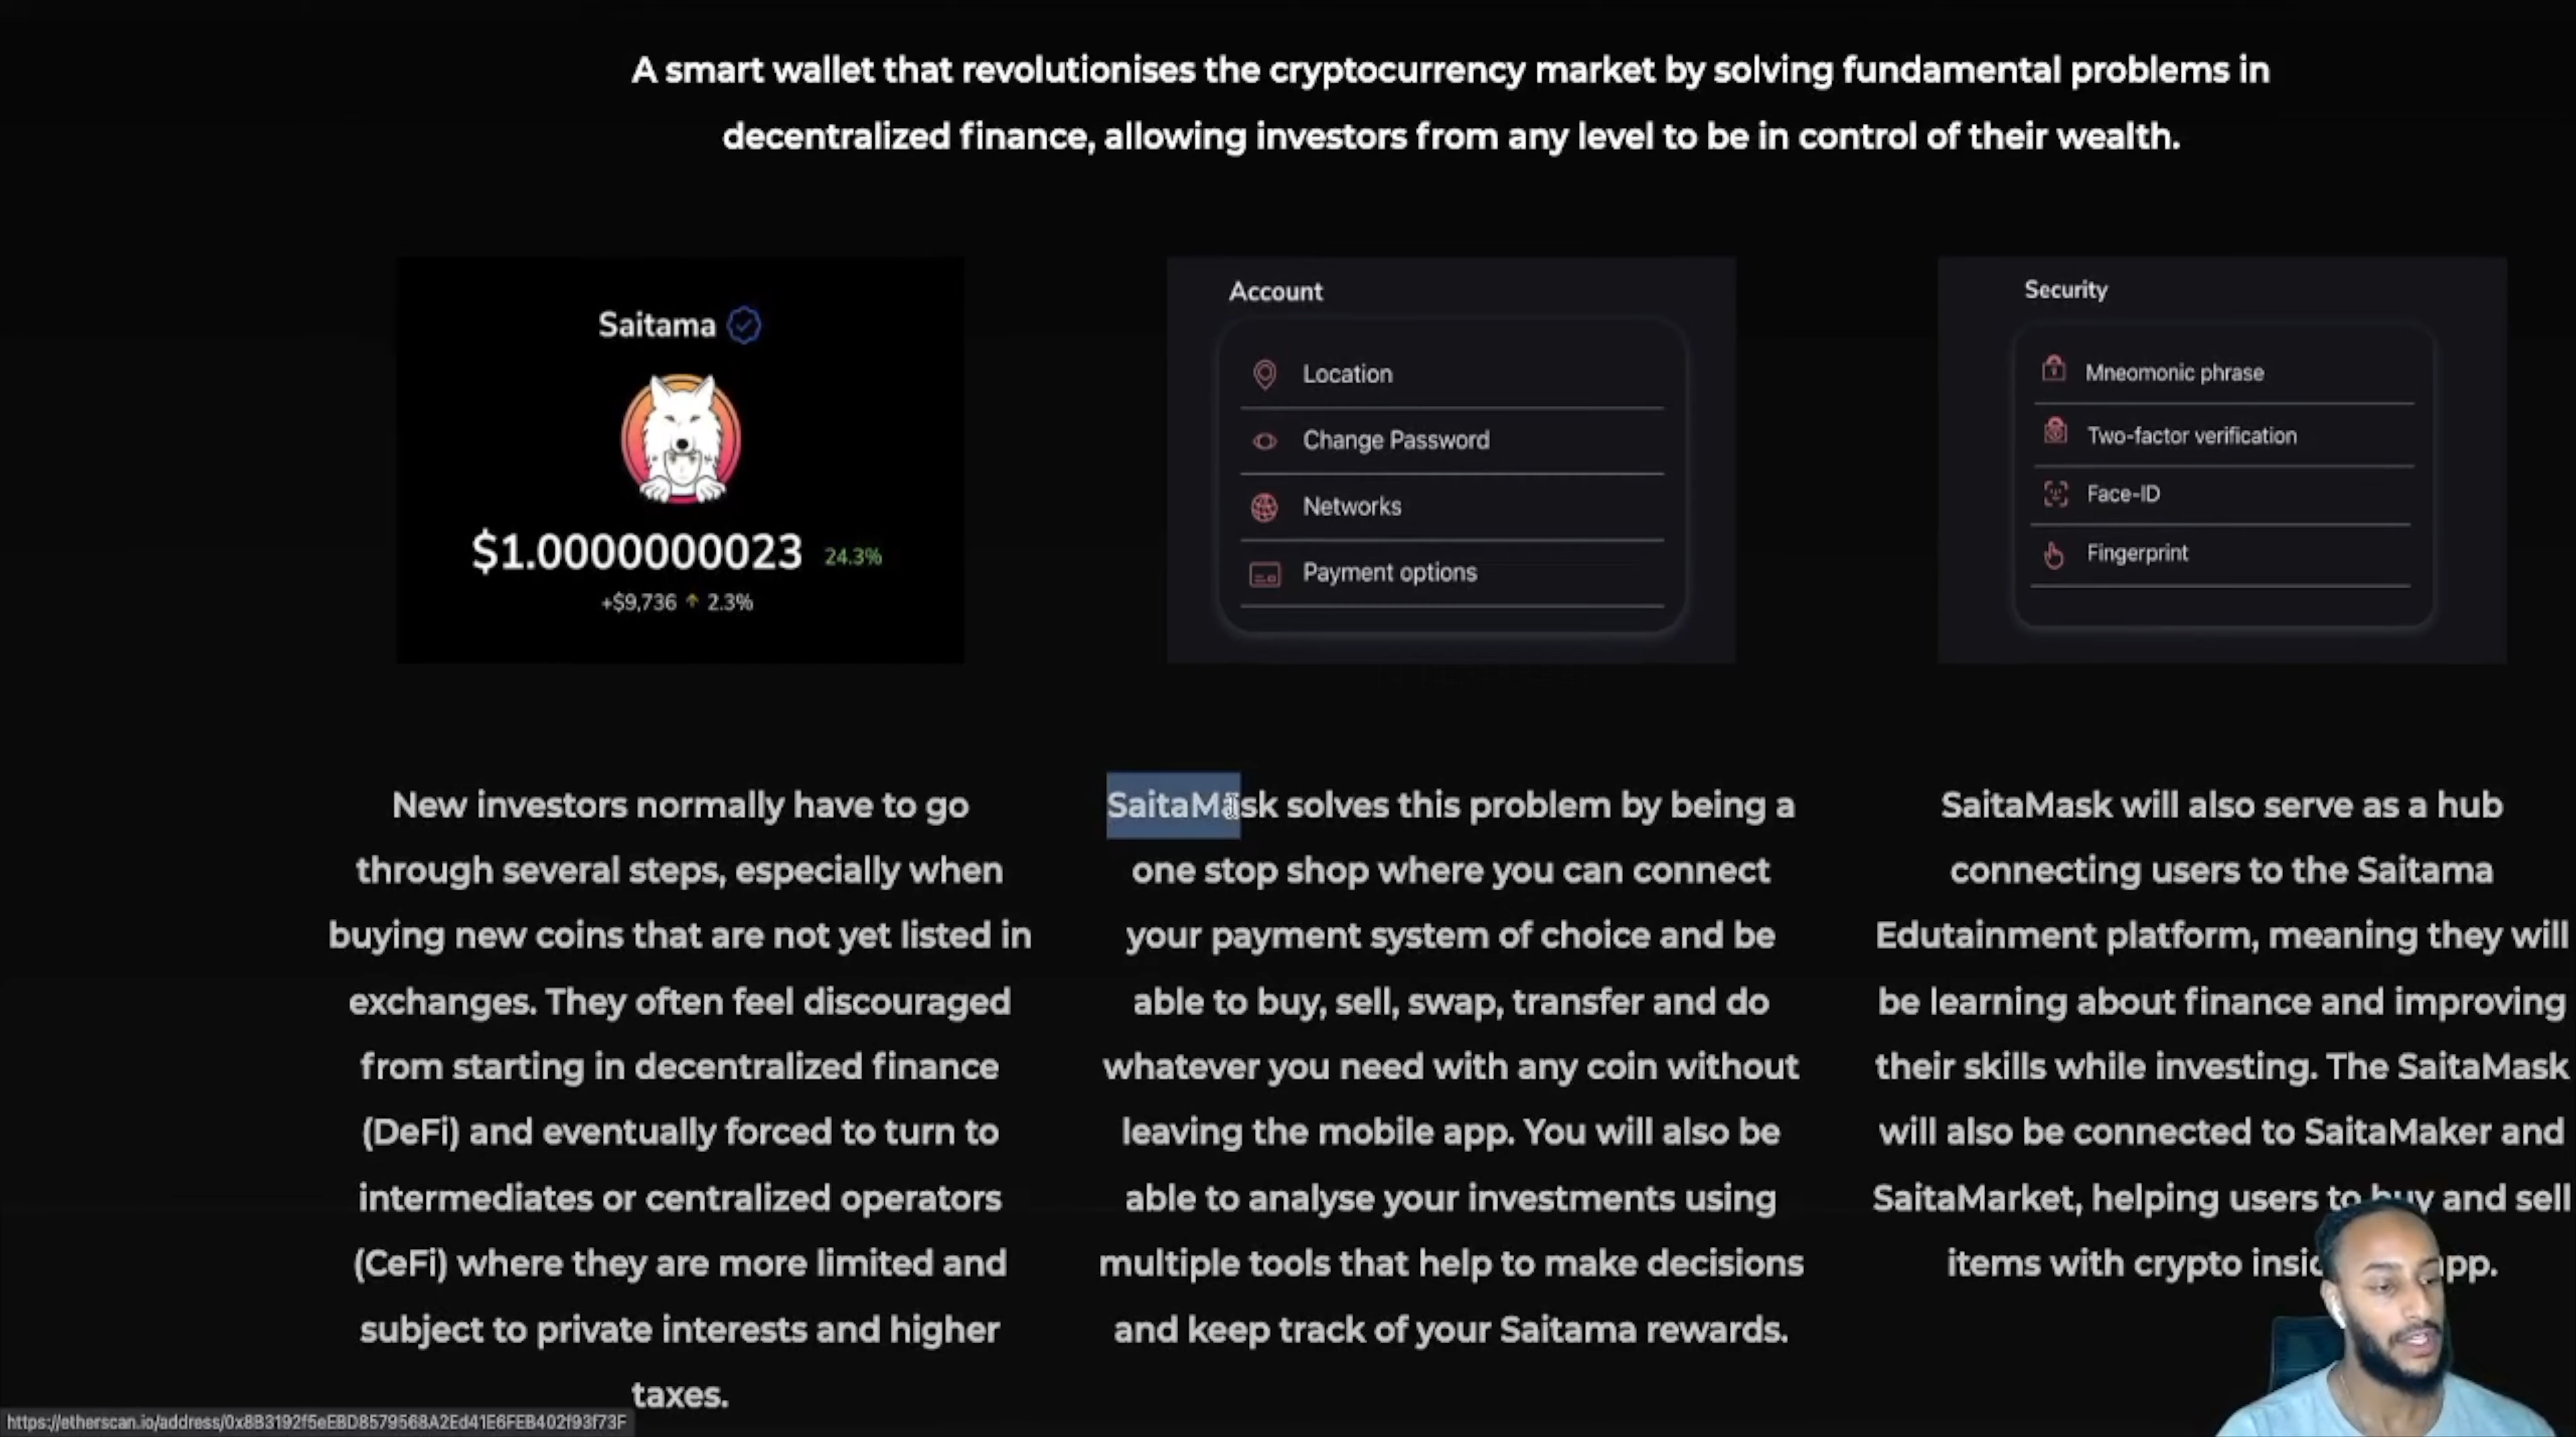 A smart wallet that revolutionises the cryptocurrency market by solving fundamental problems in
decentralized finance, allowing investors from any level to be in control of their wealth.
Saitama
$1.0000000023 24.3%
+$9,736 ↑ 2.3%
Account
Location
Change Password
Networks
Payment options
Security
Mneomonic phrase
Two-factor verification
Face-ID
Fingerprint
New investors normally have to go
through several steps, especially when
buying new coins that are not yet listed in
exchanges. They often feel discouraged
from starting in decentralized finance
(DeFi) and eventually forced to turn to
intermediates or centralized operators
(CeFi) where they are more limited and
subject to private interests and higher
taxes.
SaitaMask solves this problem by being a
one stop shop where you can connect
your payment system of choice and be
able to buy, sell, swap, transfer and do
whatever you need with any coin without
leaving the mobile app. You will also be
able to analyse your investments using
multiple tools that help to make decisions
and keep track of your Saitama rewards.
SaitaMask will also serve as a hub
connecting users to the Saitama
Edutainment platform, meaning they will
be learning about finance and improving
their skills while investing. The SaitaMask
will also be connected to SaitaMaker and
SaitaMarket, helping users to buy and sell
items with crypto
https://etherscan.io/address/0x8B3192f5eEBD8579568A2Ed41E6FEB402f93f73F